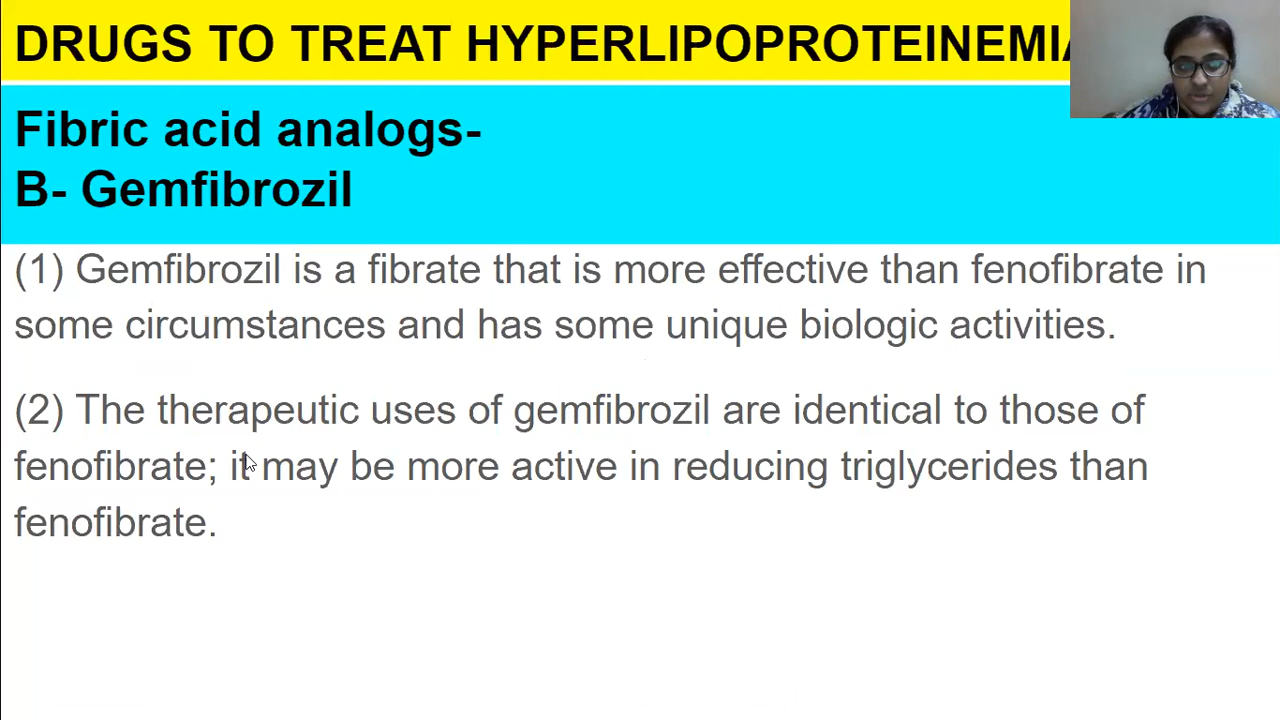 DRUGS TO TREAT HYPERLIPOPROTEINEMIA
Fibric acid analogs-
B- Gemfibrozil
(1) Gemfibrozil is a fibrate that is more effective than fenofibrate in
some circumstances and has some unique biologic activities.
(2) The therapeutic uses of gemfibrozil are identical to those of
fenofibrate; it may be more active in reducing triglycerides than
fenofibrate.